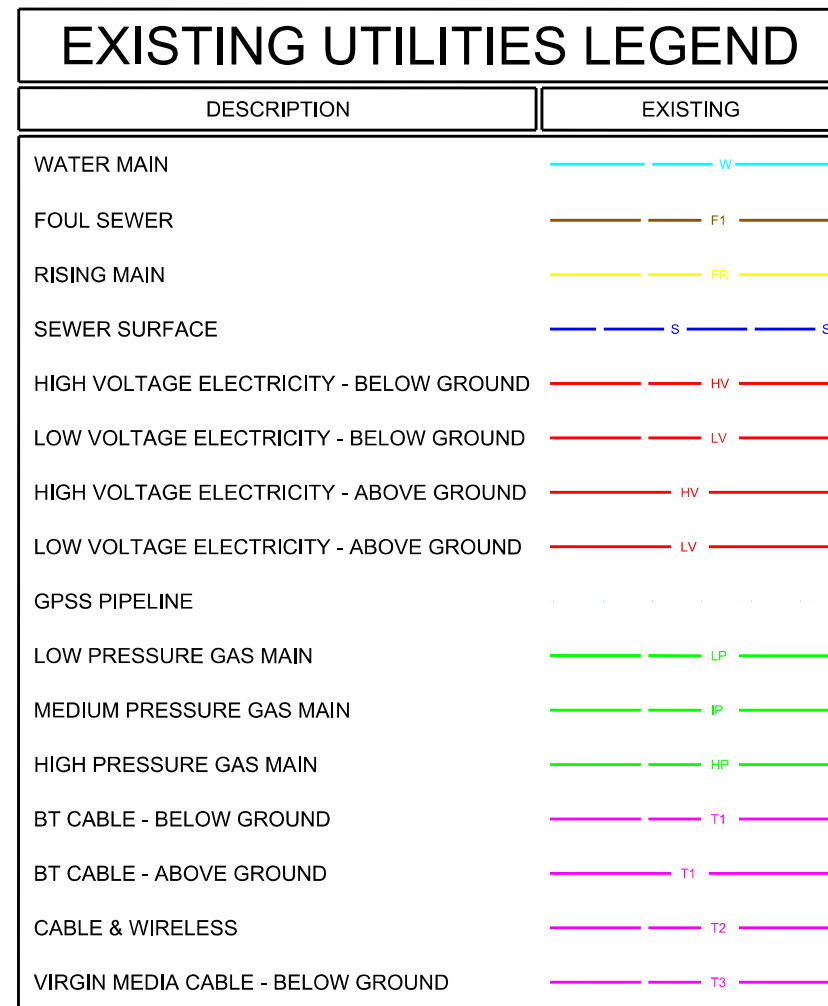 EXISTING UTILITIES LEGEND
DESCRIPTION EXISTING
WATER MAIN W
FOUL SEWER F1
RISING MAIN FR
SEWER SURFACE S S
HIGH VOLTAGE ELECTRICITY - BELOW GROUND HV
LOW VOLTAGE ELECTRICITY - BELOW GROUND LV
HIGH VOLTAGE ELECTRICITY - ABOVE GROUND HV
LOW VOLTAGE ELECTRICITY - ABOVE GROUND LV
GPSS PIPELINE
LOW PRESSURE GAS MAIN LP
MEDIUM PRESSURE GAS MAIN IP
HIGH PRESSURE GAS MAIN HP
BT CABLE - BELOW GROUND T1
BT CABLE - ABOVE GROUND T1
CABLE & WIRELESS T2
VIRGIN MEDIA CABLE - BELOW GROUND T3